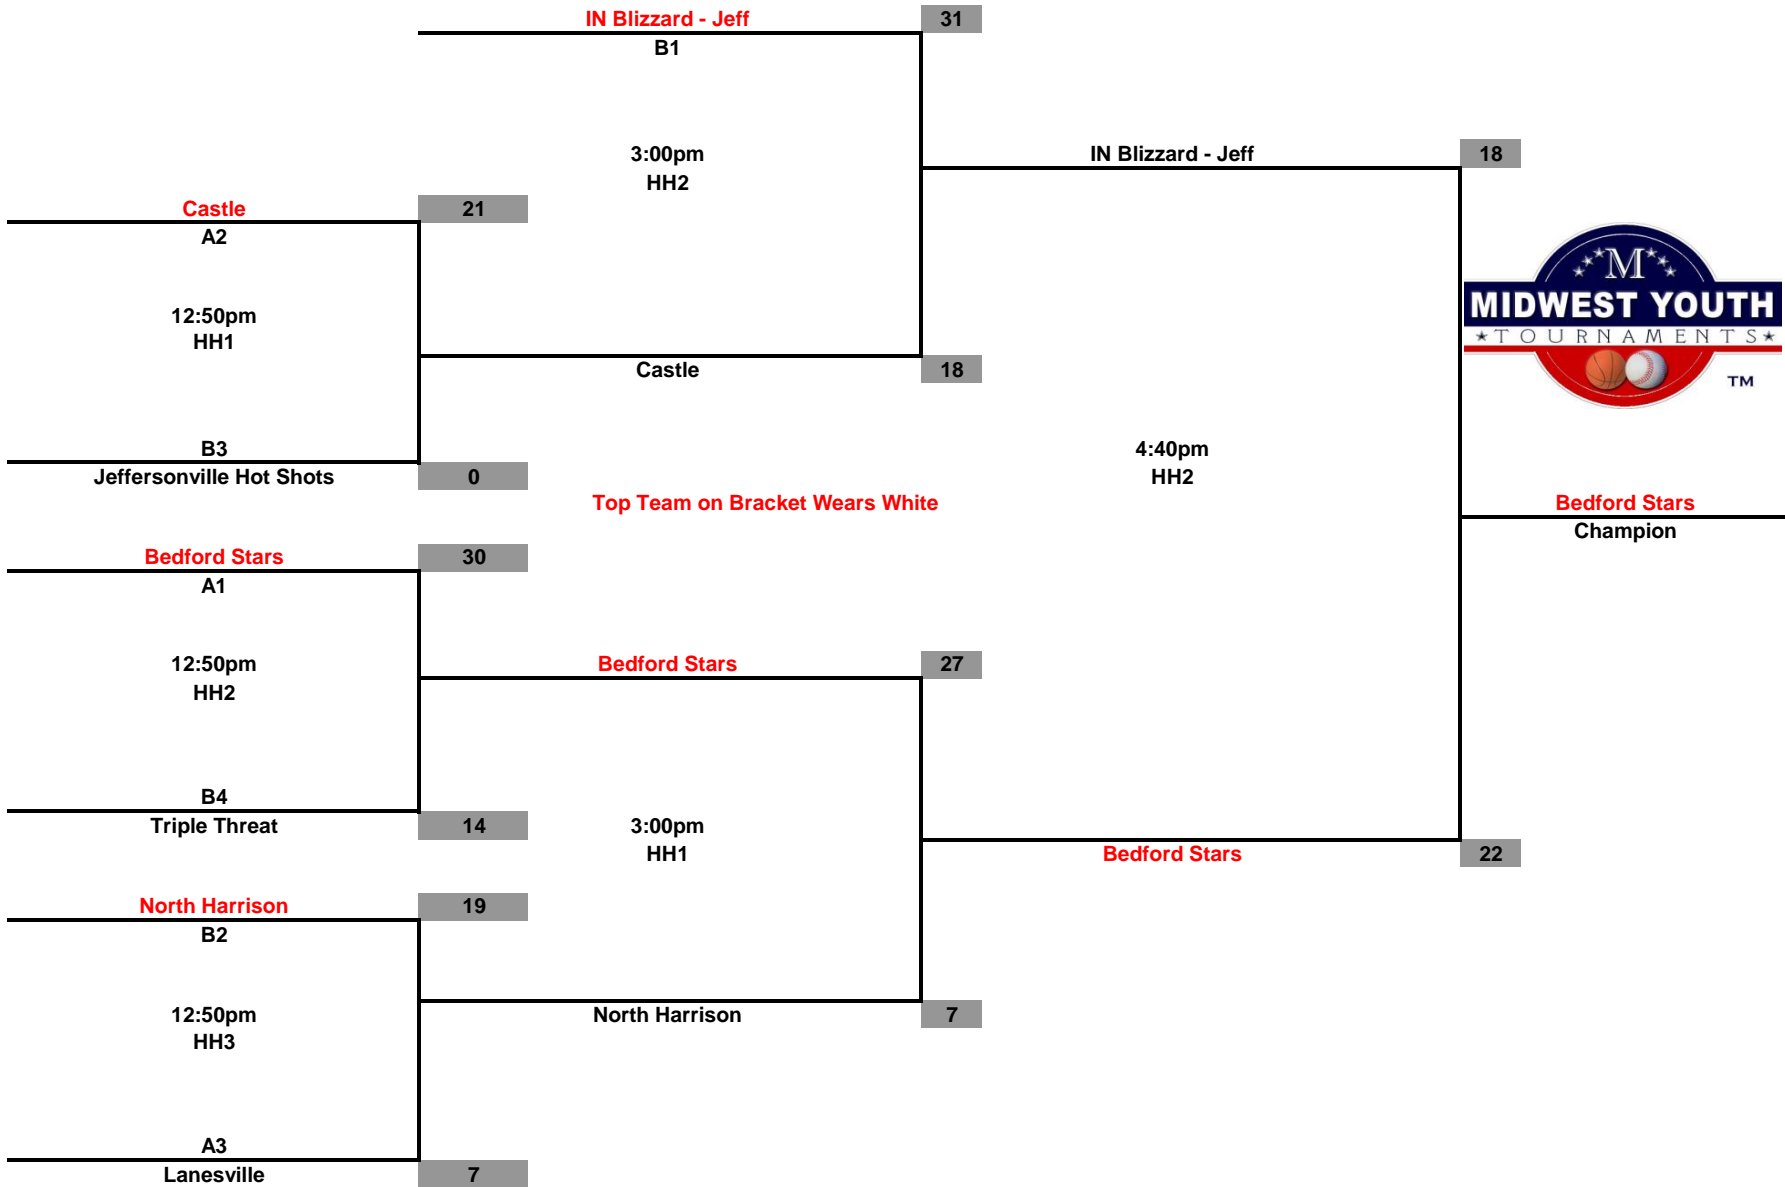 IN Blizzard - Jeff 31
B1
3:00pm
HH2
IN Blizzard - Jeff 18
Castle 21
A2
12:50pm
HH1
Castle 18
B3
Jeffersonville Hot Shots 0
M
MIDWEST YOUTH
TOURNAMENTS
TM
4:40pm
HH2
Top Team on Bracket Wears White
Bedford Stars
Champion
Bedford Stars 30
A1
12:50pm
HH2
Bedford Stars 27
B4
Triple Threat 14
3:00pm
HH1
Bedford Stars 22
North Harrison 19
B2
12:50pm
HH3
North Harrison 7
A3
Lanesville 7